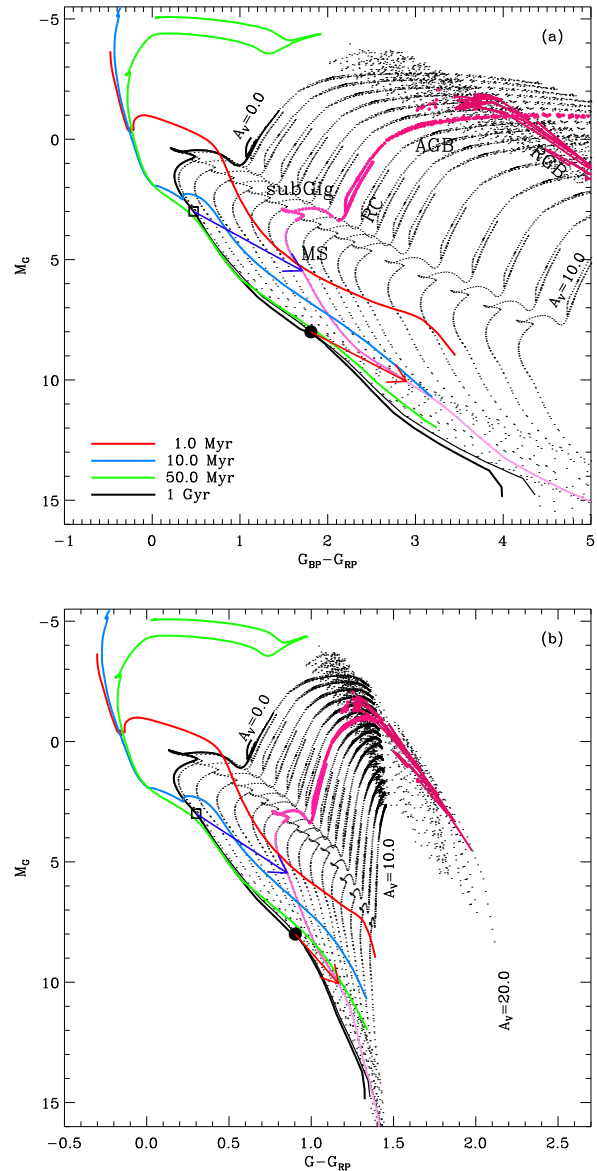 -5
0
5
10
15
M_G
(a)
A_V=0.0
AGB
RGB
subGig
RC
MS
A_V=10.0
1.0 Myr
10.0 Myr
50.0 Myr
1 Gyr
-1 0 1 2 3 4 5
G_BP-G_RP
-5
0
5
10
15
M_G
(b)
A_V=0.0
A_V=10.0
A_V=20.0
-0.5 0.0 0.5 1.0 1.5 2.0 2.5
G-G_RP